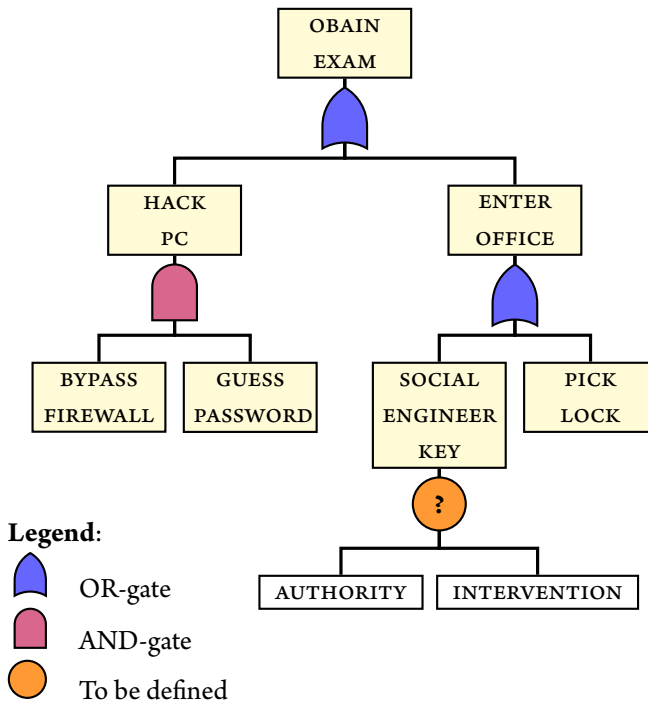 OBAIN
EXAM
HACK
PC
ENTER
OFFICE
BYPASS
FIREWALL
GUESS
PASSWORD
SOCIAL
ENGINEER
KEY
PICK
LOCK
?
AUTHORITY
INTERVENTION
Legend:
OR-gate
AND-gate
To be defined